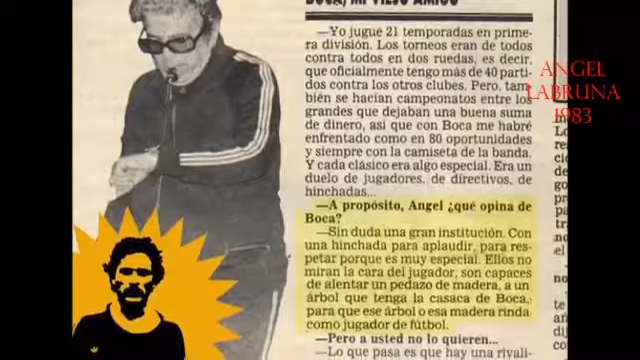 BOCA, MI VIEJO AMIGO
—Yo jugué 21 temporadas en prime-
ra división. Los torneos eran de todos
contra todos en dos ruedas, es decir,
que oficialmente tengo más de 40 parti-
dos contra los otros clubes. Pero, tam-
bién se hacían campeonatos entre los
grandes que dejaban una buena suma
de dinero, así que con Boca me habré
enfrentado como en 80 oportunidades
y siempre con la camiseta de la banda.
Y cada clásico era algo especial. Era un
duelo de jugadores, de directivos, de
hinchadas...
—A propósito, Angel ¿qué opina de
Boca?
—Sin duda una gran institución. Con
una hinchada para aplaudir, para res-
petar porque es muy especial. Ellos no
miran la cara del jugador, son capaces
de alentar un pedazo de madera, a un
árbol que tenga la casaca de Boca,
para que ese árbol o esa madera rinda
como jugador de fútbol.
—Pero a usted no lo quieren...
—Lo que pasa es que hay una rivali-
ANGEL
LABRUNA
1983